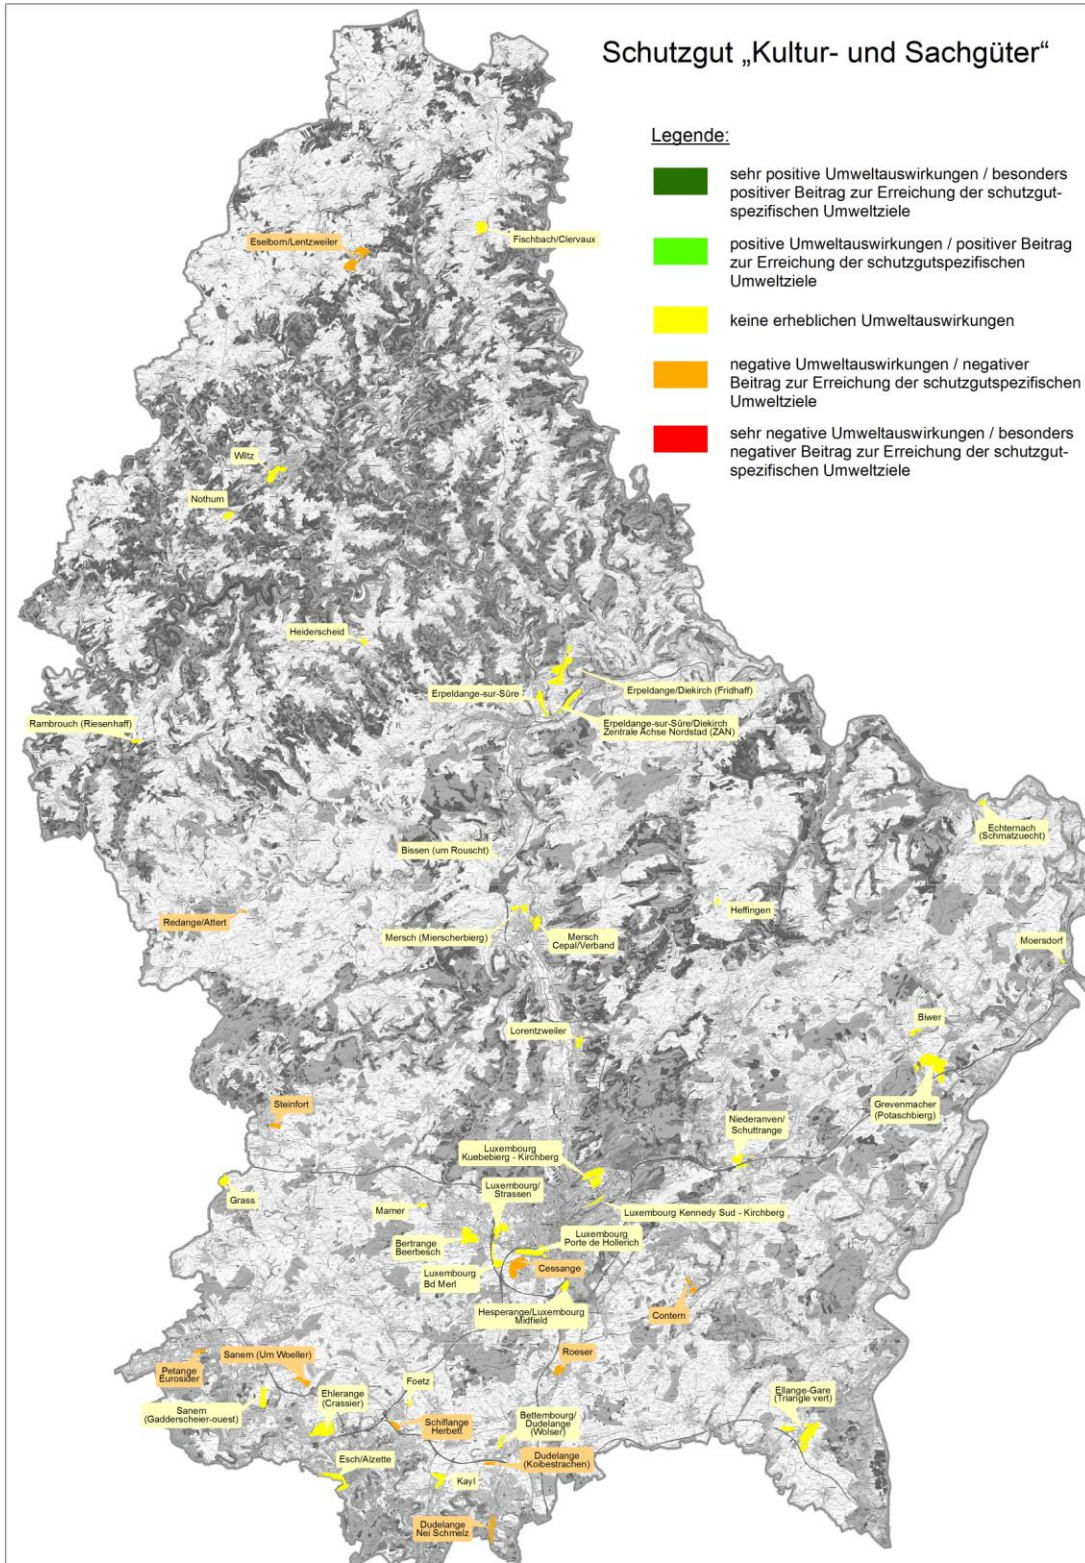 Schutzgut „Kultur- und Sachgüter“
Legende:
sehr positive Umweltauswirkungen / besonders
positiver Beitrag zur Erreichung der schutzgut-
spezifischen Umweltziele
positive Umweltauswirkungen / positiver Beitrag
zur Erreichung der schutzgutspezifischen
Umweltziele
keine erheblichen Umweltauswirkungen
negative Umweltauswirkungen / negativer
Beitrag zur Erreichung der schutzgutspezifischen
Umweltziele
sehr negative Umweltauswirkungen / besonders
negativer Beitrag zur Erreichung der schutzgut-
spezifischen Umweltziele
Fischbach/Clervaux
Eselborn/Lentzweiler
Wiltz
Nothum
Heiderscheid
Erpeldange-sur-Sûre
Erpeldange/Diekirch (Fridhaff)
Rambrouch (Riesenhaff)
Erpeldange-sur-Sûre/Diekirch
Zentrale Achse Nordstad (ZAN)
Echternach
(Schmatzuecht)
Bissen (um Rouscht)
Heffingen
Redange/Attert
Mersch (Mierscherbierg)
Mersch
Cepal/Verband
Moersdorf
Biwer
Lorentzweiler
Grevenmacher
(Potaschbierg)
Steinfort
Niederanven/
Schuttrange
Luxembourg
Kuebebierg - Kirchberg
Luxembourg/
Strassen
Grass
Mamer
Luxembourg Kennedy Sud - Kirchberg
Bertrange
Beerbesch
Luxembourg
Porte de Hollerich
Luxembourg
Bd Merl
Cessange
Hesperange/Luxembourg
Midfield
Contern
Sanem (Um Woeller)
Petange
Eurosider
Roeser
Foetz
Sanem
(Gadderscheier-ouest)
Ehlerange
(Crassier)
Ellange-Gare
(Triangle vert)
Schifflange
Herbett
Bettembourg/
Dudelange
(Wolser)
Dudelange
(Koibestrachen)
Esch/Alzette
Kayl
Dudelange
Nei Schmelz